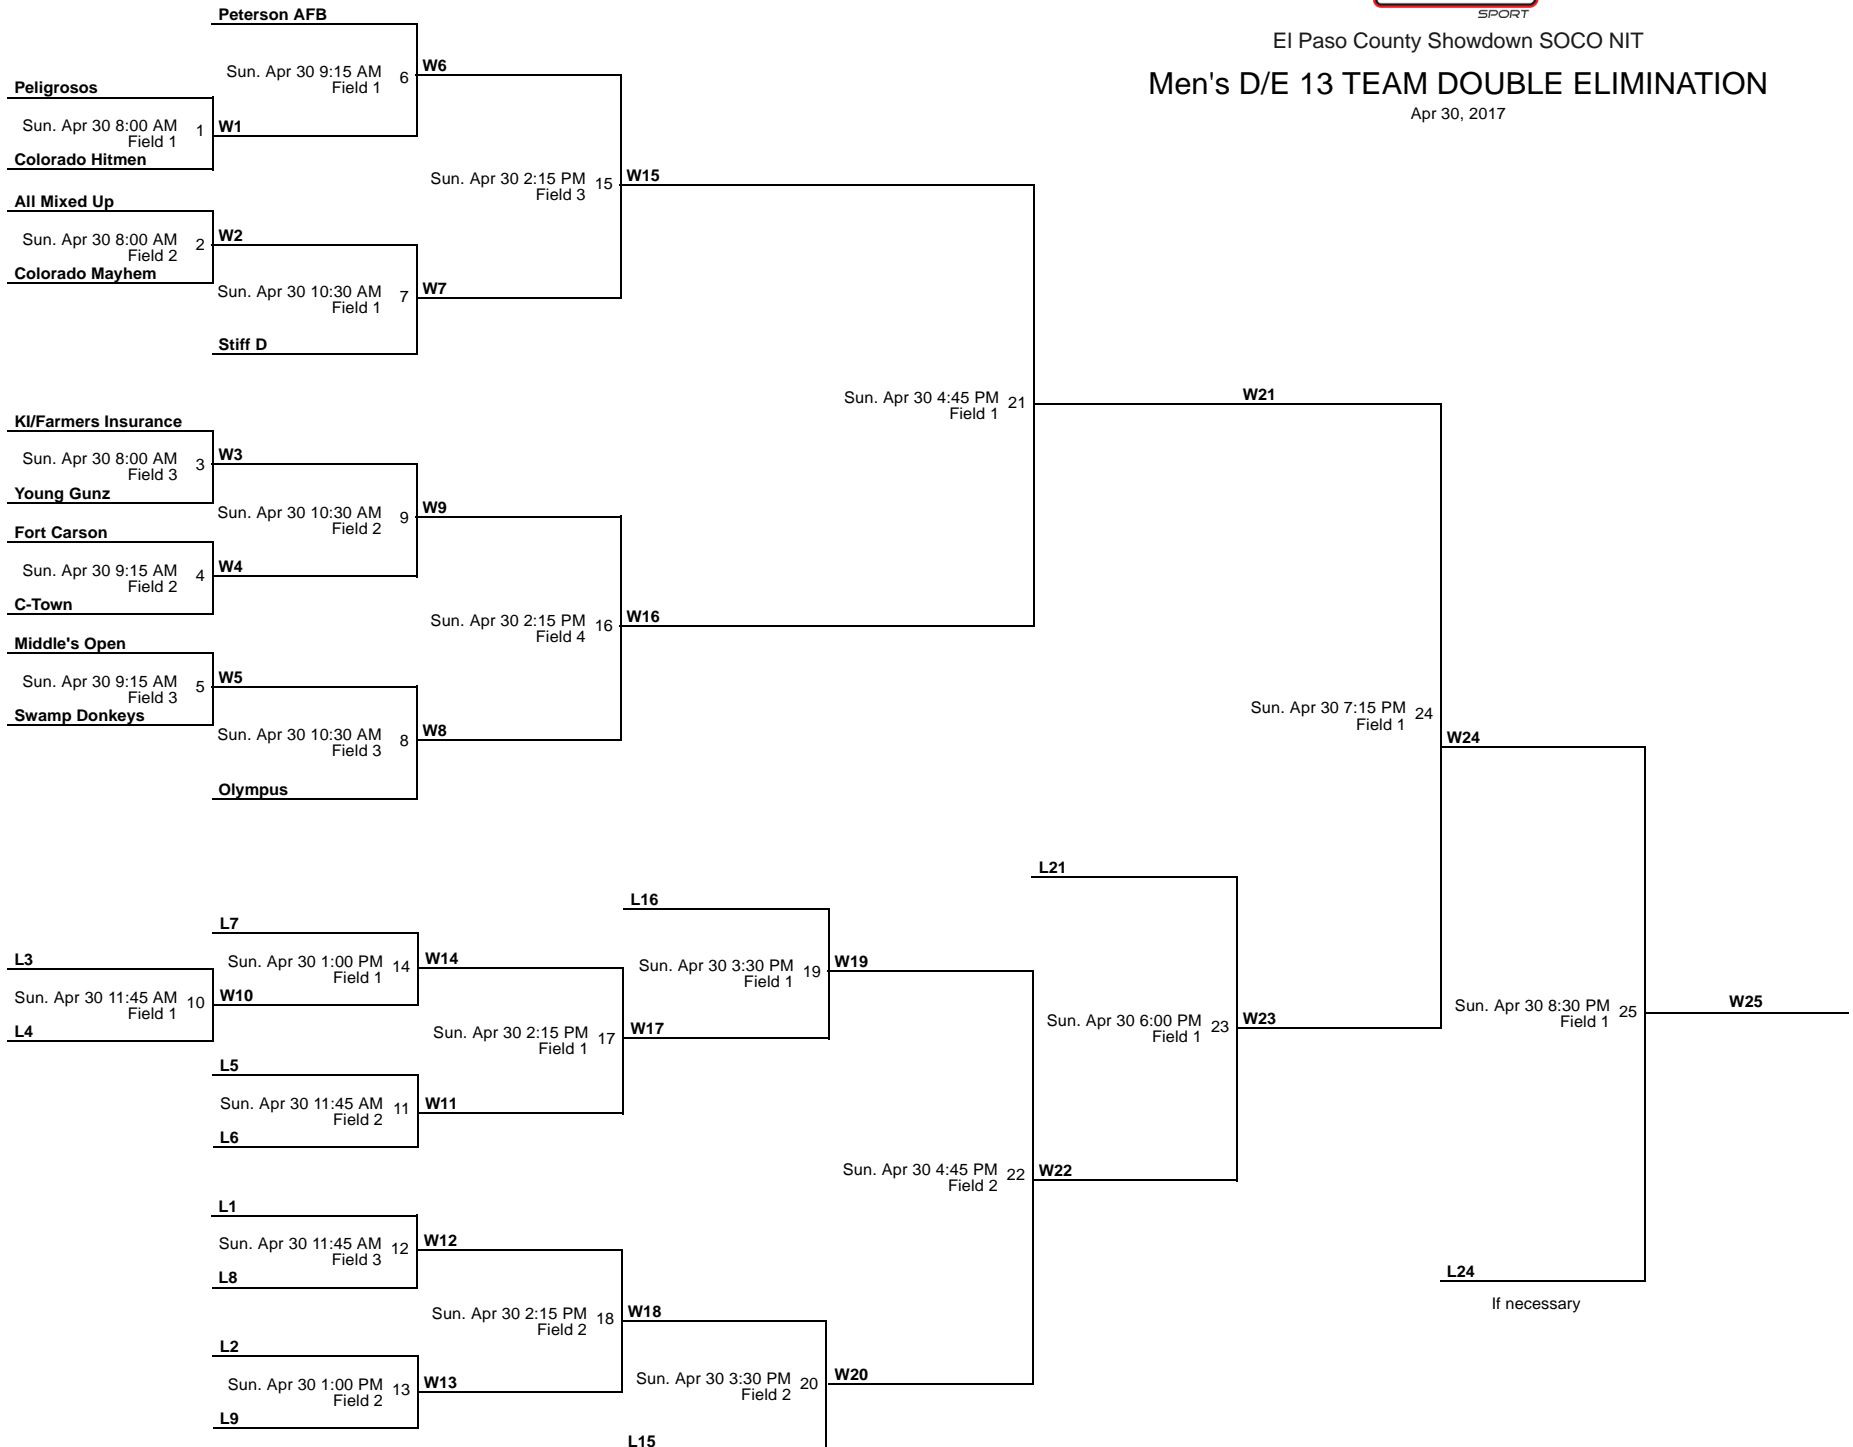 SPORT
El Paso County Showdown SOCO NIT
Men's D/E 13 TEAM DOUBLE ELIMINATION
Apr 30, 2017
Peterson AFB
Sun. Apr 30 9:15 AM 6
Field 1
W6
Peligrosos
Sun. Apr 30 8:00 AM 1
Field 1
W1
Colorado Hitmen
Sun. Apr 30 2:15 PM 15
Field 3
W15
All Mixed Up
Sun. Apr 30 8:00 AM 2
Field 2
W2
Colorado Mayhem
Sun. Apr 30 10:30 AM 7
Field 1
W7
Stiff D
Sun. Apr 30 4:45 PM 21
Field 1
W21
KI/Farmers Insurance
Sun. Apr 30 8:00 AM 3
Field 3
W3
Young Gunz
Sun. Apr 30 10:30 AM 9
Field 2
W9
Fort Carson
Sun. Apr 30 9:15 AM 4
Field 2
W4
C-Town
Sun. Apr 30 2:15 PM 16
Field 4
W16
Middle's Open
Sun. Apr 30 9:15 AM 5
Field 3
W5
Swamp Donkeys
Sun. Apr 30 10:30 AM 8
Field 3
W8
Olympus
Sun. Apr 30 7:15 PM 24
Field 1
W24
L21
L16
L7
Sun. Apr 30 1:00 PM 14
Field 1
W14
L3
Sun. Apr 30 11:45 AM 10
Field 1
W10
L4
Sun. Apr 30 3:30 PM 19
Field 1
W19
Sun. Apr 30 2:15 PM 17
Field 1
W17
L5
Sun. Apr 30 11:45 AM 11
Field 2
W11
L6
Sun. Apr 30 6:00 PM 23
Field 1
W23
Sun. Apr 30 8:30 PM 25
Field 1
W25
Sun. Apr 30 4:45 PM 22
Field 2
W22
L1
Sun. Apr 30 11:45 AM 12
Field 3
W12
L8
Sun. Apr 30 2:15 PM 18
Field 2
W18
L24
If necessary
L2
Sun. Apr 30 1:00 PM 13
Field 2
W13
L9
Sun. Apr 30 3:30 PM 20
Field 2
W20
L15